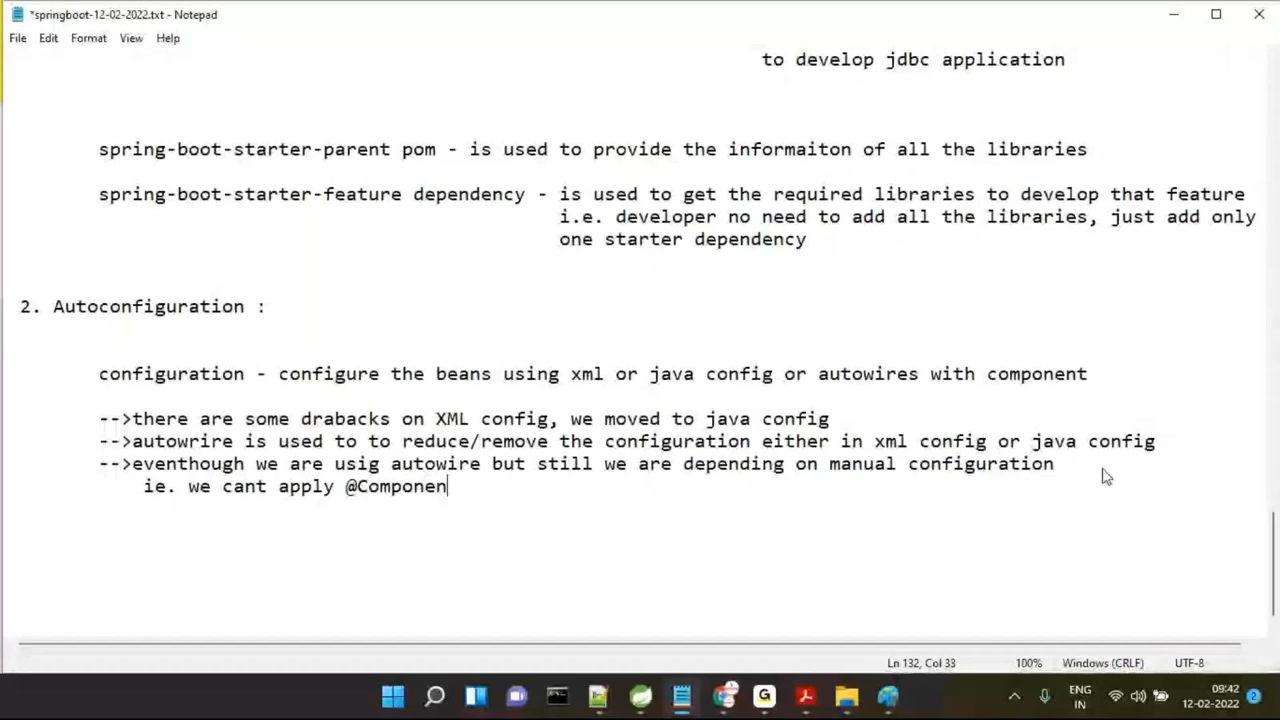 *springboot-12-02-2022.txt - Notepad
File Edit Format View Help
to develop jdbc application
spring-boot-starter-parent pom - is used to provide the informaiton of all the libraries
spring-boot-starter-feature dependency - is used to get the required libraries to develop that feature
i.e. developer no need to add all the libraries, just add only
one starter dependency
2. Autoconfiguration :
configuration - configure the beans using xml or java config or autowires with component
-->there are some drabacks on XML config, we moved to java config
-->autowrire is used to to reduce/remove the configuration either in xml config or java config
-->eventhough we are usig autowire but still we are depending on manual configuration
ie. we cant apply @Componen
Ln 132, Col 33 100% Windows (CRLF) UTF-8
ENG 09:42
IN 12-02-2022 2